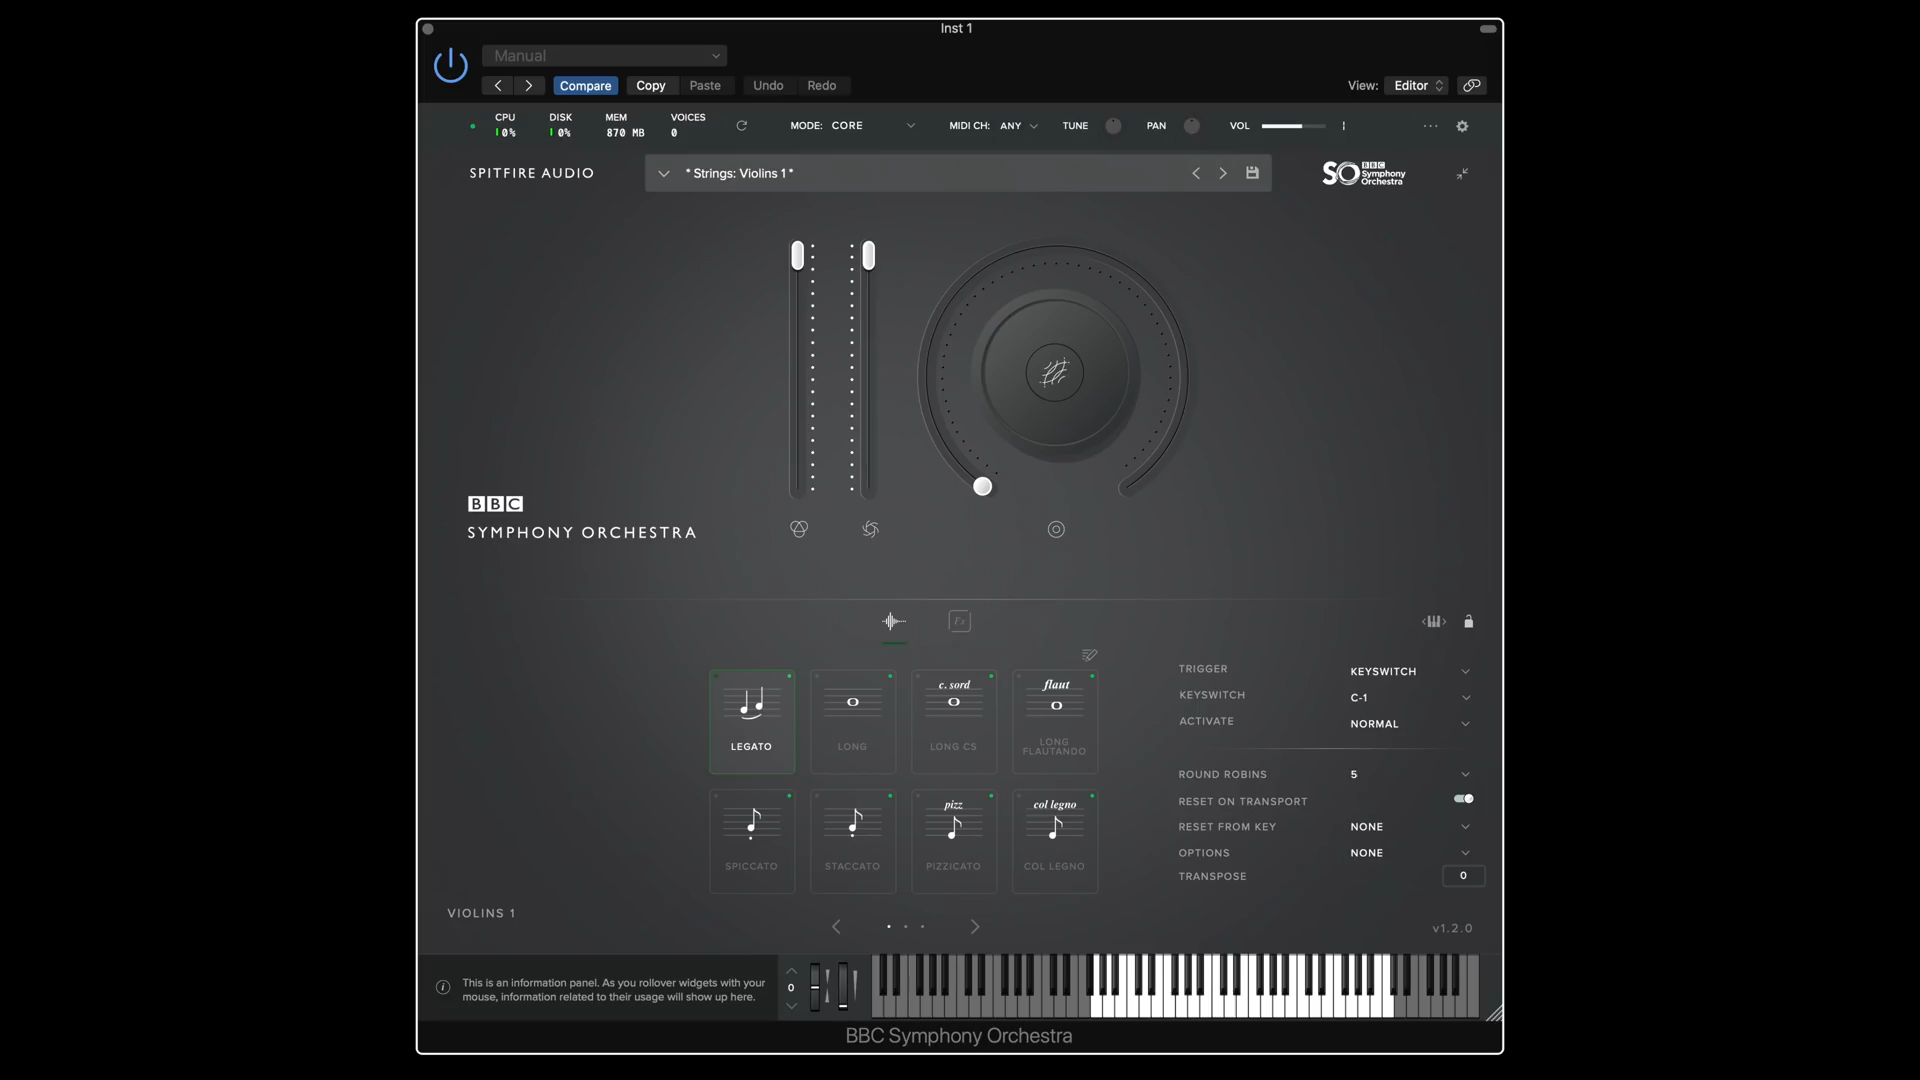 Inst 1
Manual
Compare
Copy
Paste
Undo
Redo
View:
Editor
CPU
0%
DISK
0%
MEM
870 MB
VOICES
0
MODE: CORE
MIDI CH: ANY
TUNE
PAN
VOL
SPITFIRE AUDIO
* Strings: Violins 1 *
SO
BBC
Symphony
Orchestra
BBC
SYMPHONY ORCHESTRA
Fx
LEGATO
LONG
c. sord
LONG CS
flaut
LONG
FLAUTANDO
SPICCATO
STACCATO
pizz
PIZZICATO
col legno
COL LEGNO
TRIGGER
KEYSWITCH
KEYSWITCH
C-1
ACTIVATE
NORMAL
ROUND ROBINS
5
RESET ON TRANSPORT
RESET FROM KEY
NONE
OPTIONS
NONE
TRANSPOSE
0
VIOLINS 1
v1.2.0
This is an information panel. As you rollover widgets with your
mouse, information related to their usage will show up here.
0
BBC Symphony Orchestra